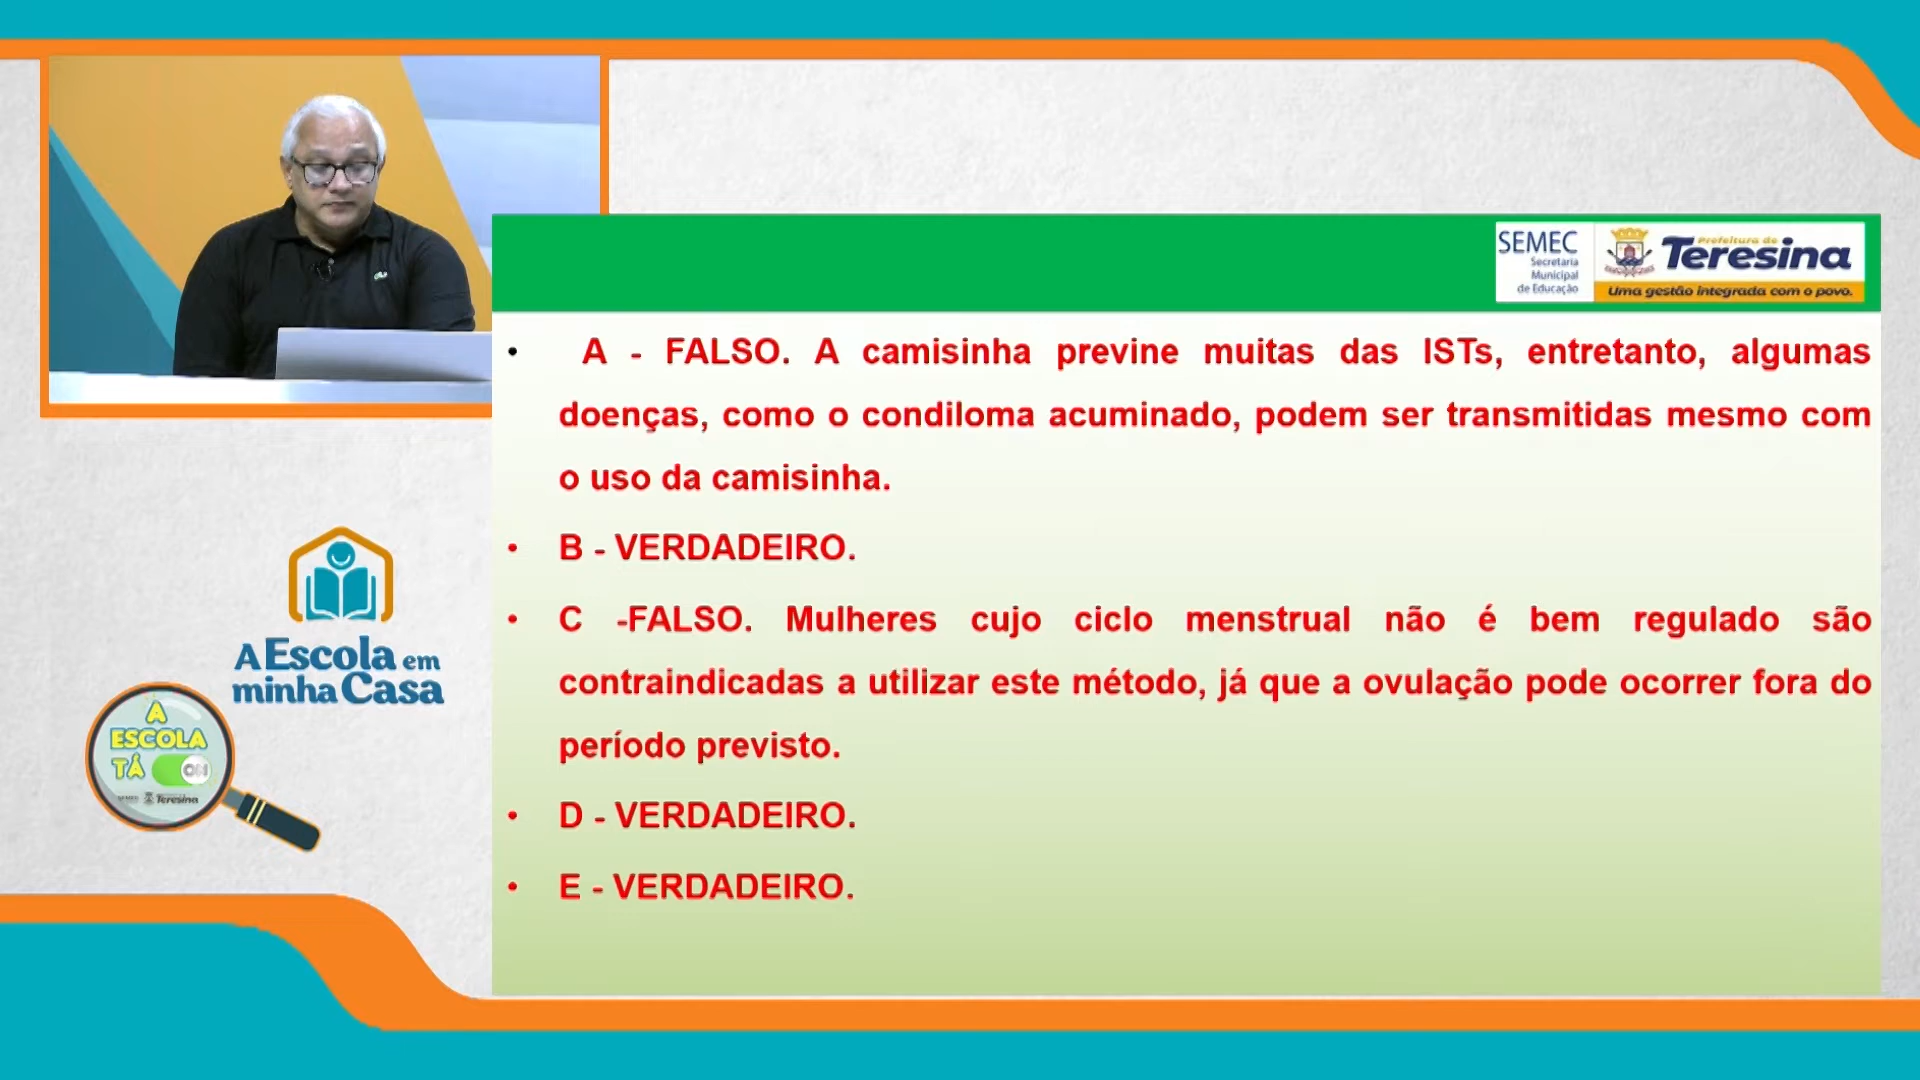 SEMEC
Secretaria
Municipal
de Educação
Prefeitura de
Teresina
Uma gestão integrada com o povo.
• A - FALSO. A camisinha previne muitas das ISTs, entretanto, algumas
doenças, como o condiloma acuminado, podem ser transmitidas mesmo com
o uso da camisinha.
• B - VERDADEIRO.
• C -FALSO. Mulheres cujo ciclo menstrual não é bem regulado são
contraindicadas a utilizar este método, já que a ovulação pode ocorrer fora do
período previsto.
• D - VERDADEIRO.
• E - VERDADEIRO.
A Escola em
minha Casa
A
ESCOLA
TÁ ON
SEMEC Teresina